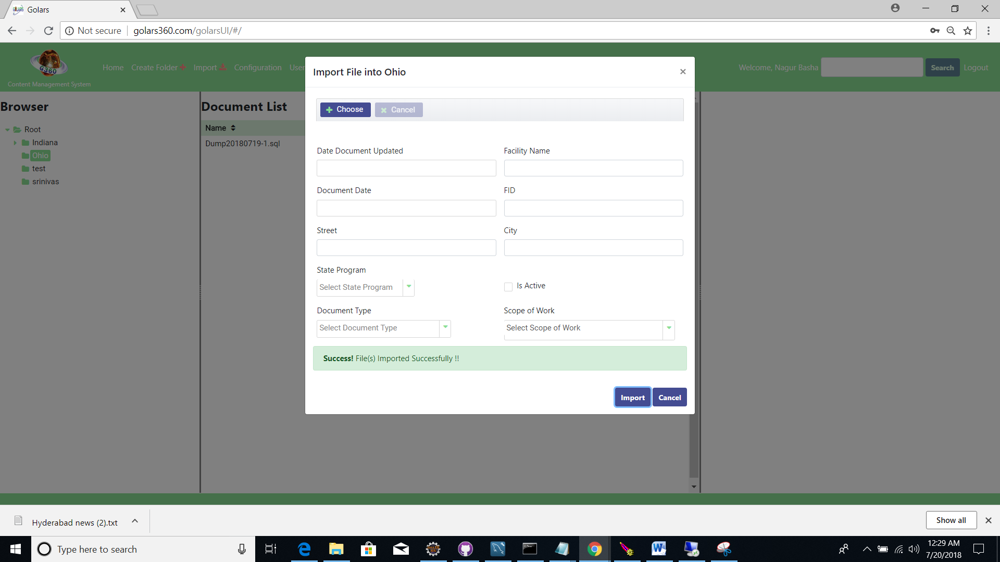 Golars
Not secure golars360.com/golarsUI/#/
G360
Content Management System
Home Create Folder Import Configuration User
Welcome, Nagur Basha Search Logout
Browser
Root
Indiana
Ohio
test
srinivas
Document List
Name
Dump20180719-1.sql
Import File into Ohio
Choose Cancel
Date Document Updated Facility Name
Document Date FID
Street City
State Program
Select State Program Is Active
Document Type Scope of Work
Select Document Type Select Scope of Work
Success! File(s) Imported Successfully !!
Import Cancel
Hyderabad news (2).txt Show all
Type here to search
12:29 AM
7/20/2018